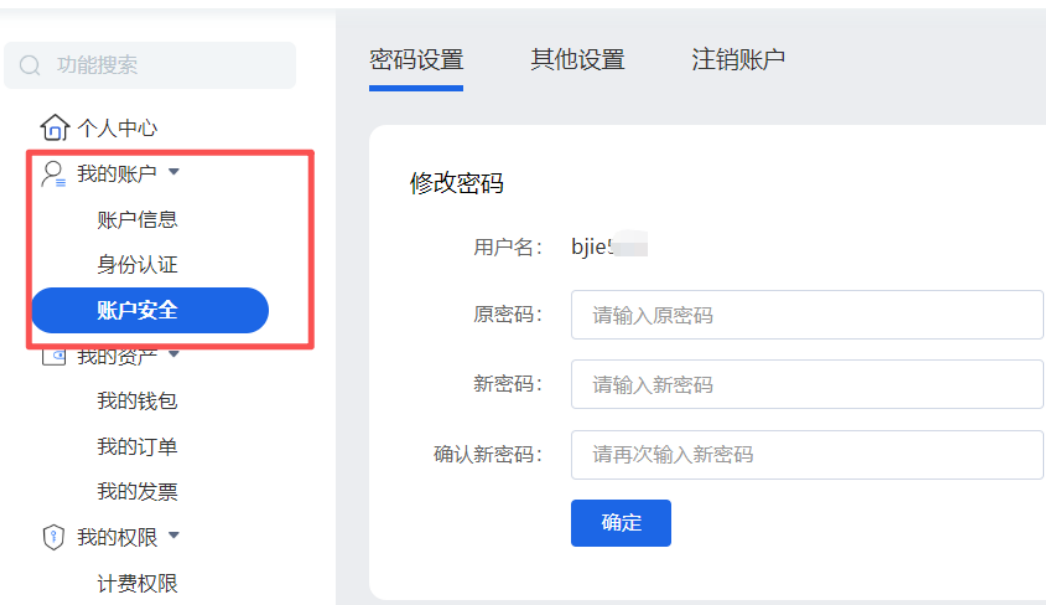 功能搜索
个人中心
我的账户
账户信息
身份认证
账户安全
我的资产
我的钱包
我的订单
我的发票
我的权限
计费权限
密码设置 其他设置 注销账户
修改密码
用户名： bjie
原密码： 请输入原密码
新密码： 请输入新密码
确认新密码： 请再次输入新密码
确定